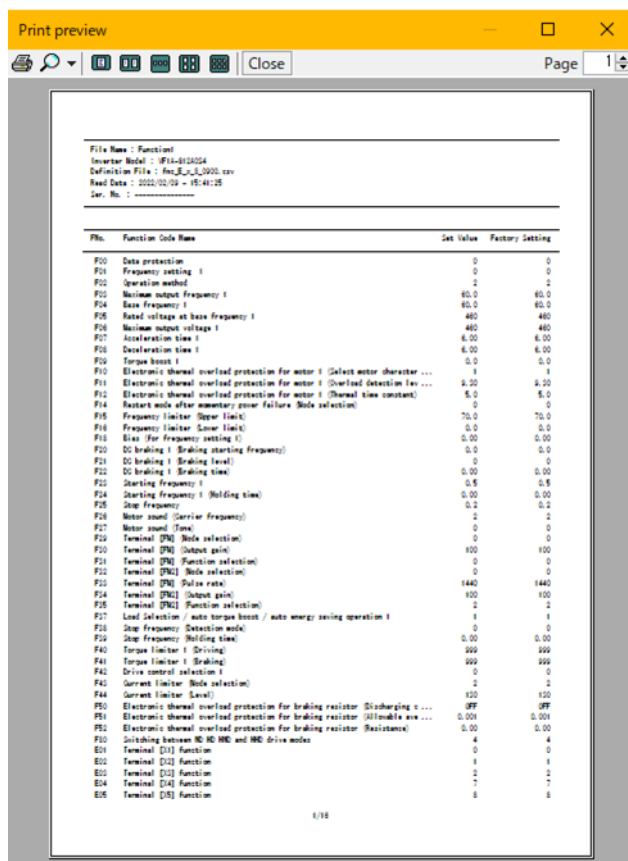 Print preview
Close
Page 1
File Name : Function1
Inverter Model : VF1A-
Definition File :
Read Date : 2022/02/09 - 15:41:25
Ser. No. : ---------------
FNo. Function Code Name Set Value Factory Setting
F00 Data protection 0 0
F01 Frequency setting 1 0 0
F02 Operation method 2 2
F03 Maximum output frequency 1 60.0 60.0
F04 Base frequency 1 60.0 60.0
F05 Rated voltage at base frequency 1 460 460
F06 Maximum output voltage 1 460 460
F07 Acceleration time 1 6.00 6.00
F08 Deceleration time 1 6.00 6.00
F09 Torque boost 1 0.0 0.0
F10 Electronic thermal overload protection for motor 1 (Select motor character ... 1 1
F11 Electronic thermal overload protection for motor 1 (Overload detection lev ...
F12 Electronic thermal overload protection for motor 1 (Thermal time constant) 5.0 5.0
F14 Restart mode after momentary power failure (Mode selection) 0 0
F15 Frequency limiter (Upper limit) 70.0 70.0
F16 Frequency limiter (Lower limit) 0.0 0.0
F18 Bias (for frequency setting 1) 0.00 0.00
F20 DC braking 1 (Braking starting frequency) 0.0 0.0
F21 DC braking 1 (Braking level) 0 0
F22 DC braking 1 (Braking time) 0.00 0.00
F23 Starting frequency 1 0.5 0.5
F24 Starting frequency 1 (Holding time) 0.00 0.00
F25 Stop frequency 0.2 0.2
F26 Motor sound (Carrier frequency) 2 2
F27 Motor sound (Tone) 0 0
F29 Terminal [FM] (Mode selection) 0 0
F30 Terminal [FM] (Output gain) 100 100
F31 Terminal [FM] (Function selection) 0 0
F32 Terminal [FM2] (Mode selection) 0 0
F33 Terminal [FM] (Pulse rate) 1440 1440
F34 Terminal [FM2] (Output gain) 100 100
F35 Terminal [FM2] (Function selection) 2 2
F37 Load Selection / auto torque boost / auto energy saving operation 1 1 1
F38 Stop frequency (Detection mode) 0 0
F39 Stop frequency (Holding time) 0.00 0.00
F40 Torque limiter 1 (Driving) 999 999
F41 Torque limiter 1 (Braking) 999 999
F42 Drive control selection 1 0 0
F43 Current limiter (Mode selection) 2 2
F44 Current limiter (Level) 130 130
F50 Electronic thermal overload protection for braking resistor (Discharging c ... OFF OFF
F51 Electronic thermal overload protection for braking resistor (Allowable ave ... 0.001 0.001
F52 Electronic thermal overload protection for braking resistor (Resistance) 0.00 0.00
F80 Switching between ND HD HND and HHD drive modes 4 4
E01 Terminal [X1] function 0 0
E02 Terminal [X2] function 1 1
E03 Terminal [X3] function 2 2
E04 Terminal [X4] function 7 7
E05 Terminal [X5] function 8 8